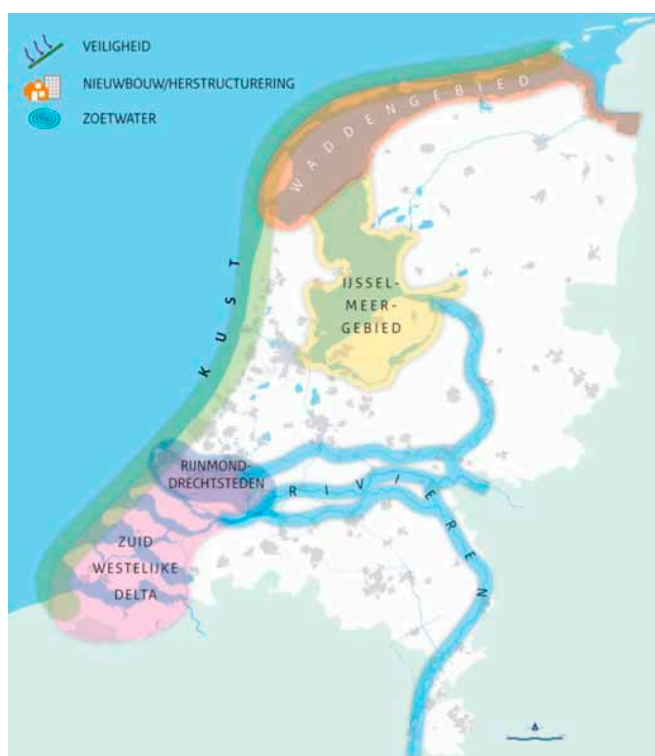 VEILIGHEID
NIEUWBOUW/HERSTRUCTURERING
ZOETWATER
WADDENGEBIED
IJSSEL-
MEER-
GEBIED
KUST
RIJNMOND-
DRECHTSTEDEN
RIVIEREN
ZUID
WESTELIJKE
DELTA